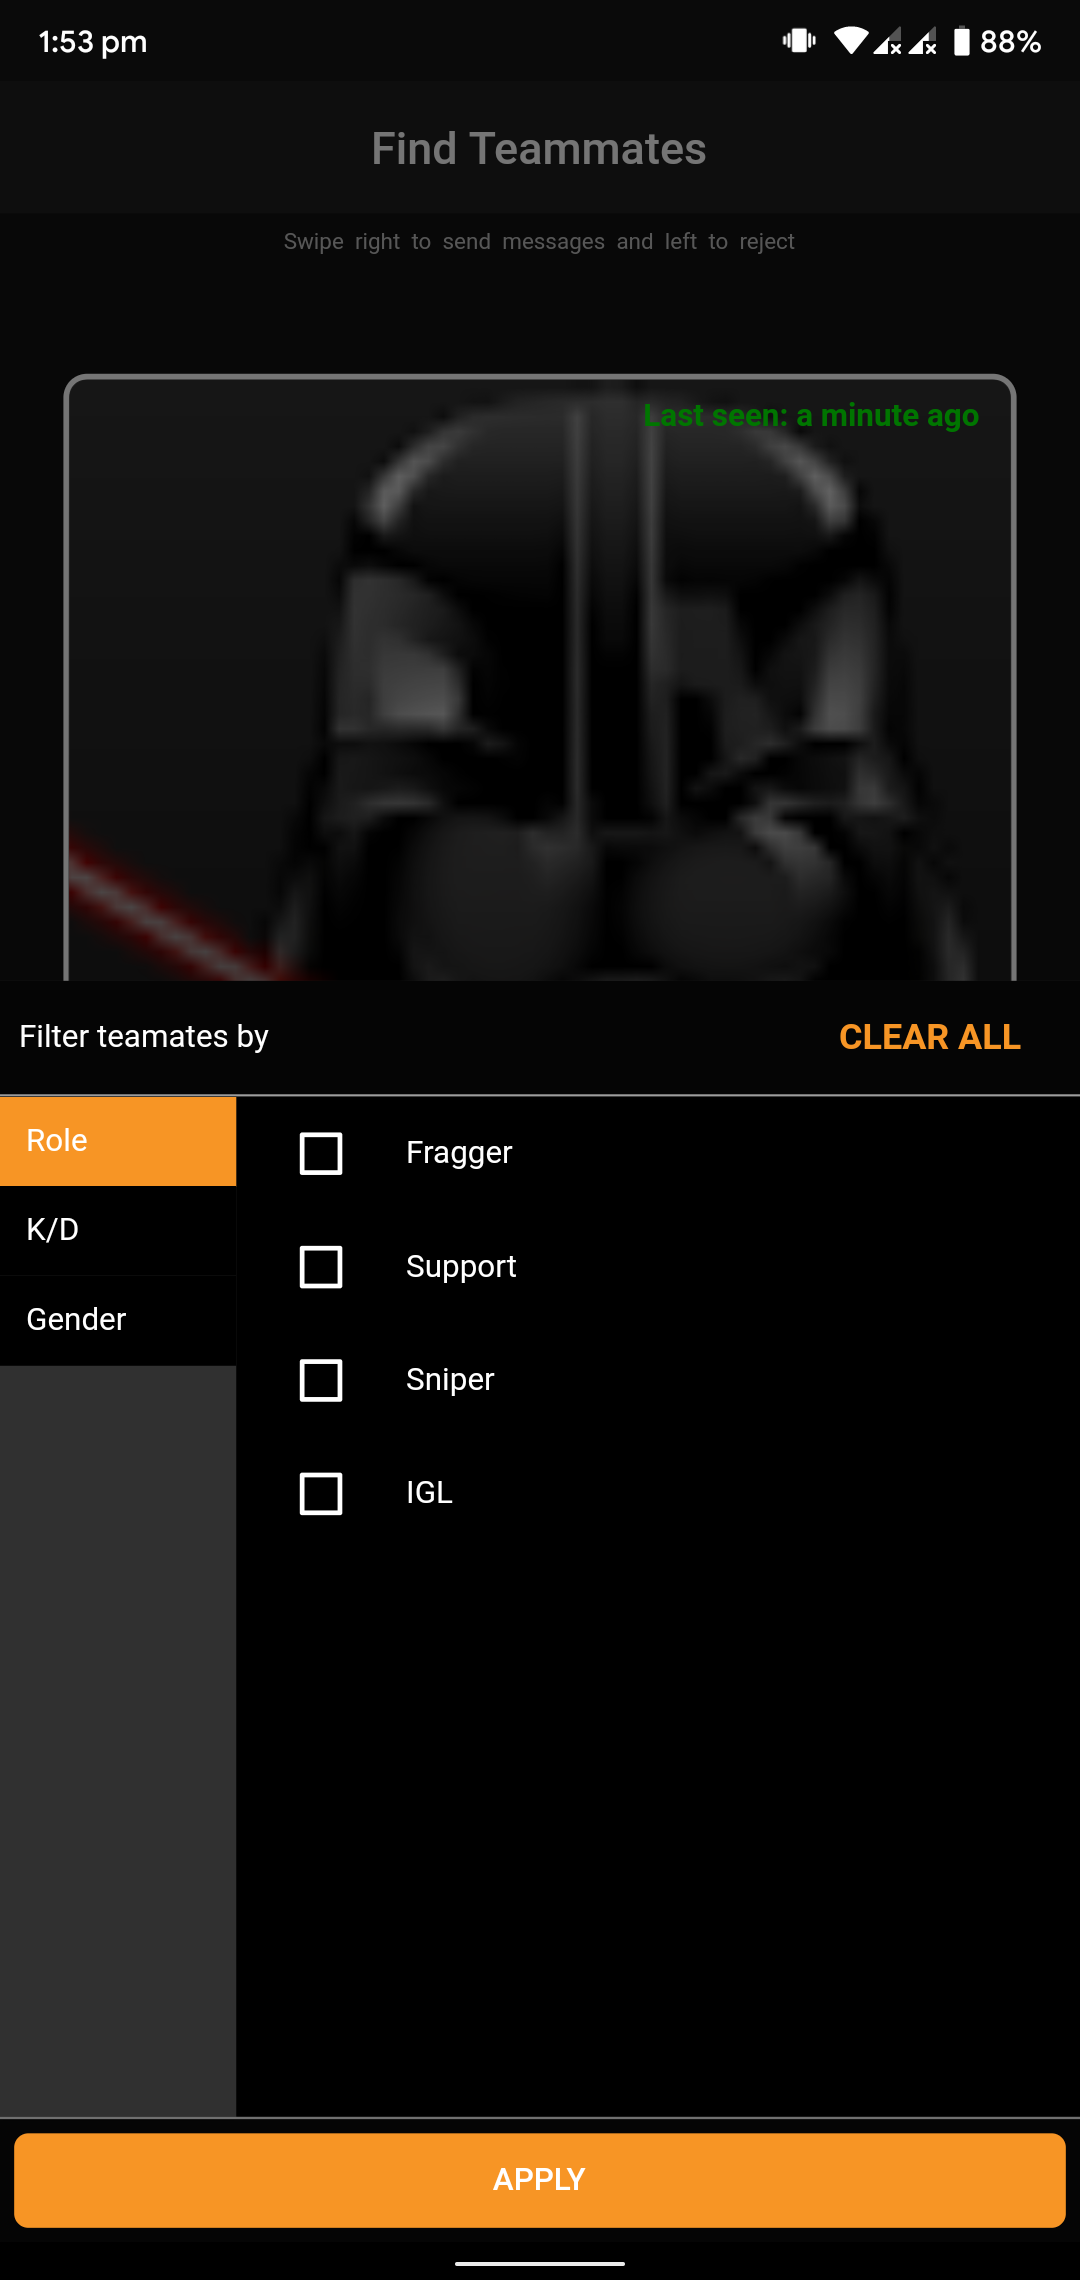 1:53 pm
88%
Find Teammates
Swipe right to send messages and left to reject
Last seen: a minute ago
Filter teamates by
CLEAR ALL
Role
Fragger
K/D
Support
Gender
Sniper
IGL
APPLY